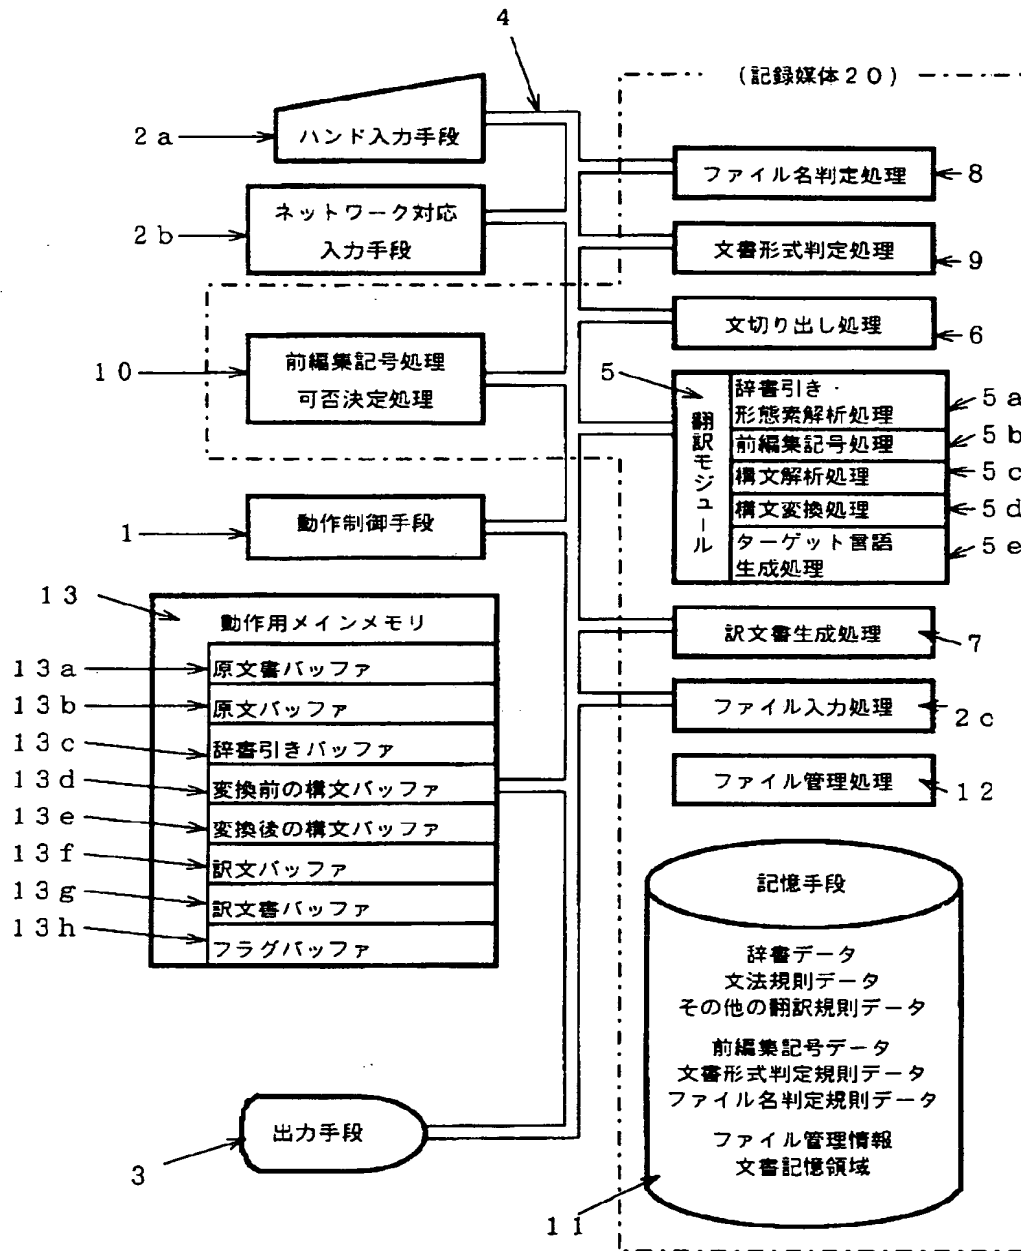 4
(記録媒体20)
2a
ハンド入力手段
ファイル名判定処理
8
2b
ネットワーク対応
入力手段
文書形式判定処理
9
文切り出し処理
6
10
前編集記号処理
可否決定処理
5
翻訳モジュール
辞書引き・
形態素解析処理
5a
前編集記号処理
5b
構文解析処理
5c
構文変換処理
5d
ターゲット言語
生成処理
5e
1
動作制御手段
訳文書生成処理
7
ファイル入力処理
2c
ファイル管理処理
12
13
動作用メインメモリ
13a
原文書バッファ
13b
原文バッファ
13c
辞書引きバッファ
13d
変換前の構文バッファ
13e
変換後の構文バッファ
13f
訳文バッファ
13g
訳文書バッファ
13h
フラグバッファ
記憶手段
辞書データ
文法規則データ
その他の翻訳規則データ
前編集記号データ
文書形式判定規則データ
ファイル名判定規則データ
ファイル管理情報
文書記憶領域
11
出力手段
3